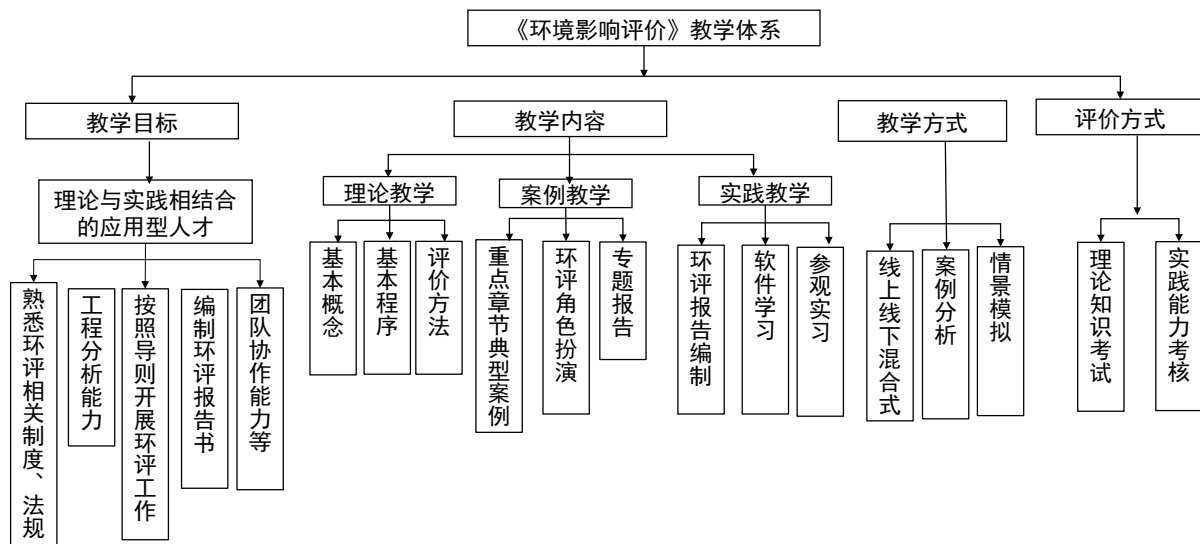 《环境影响评价》教学体系
教学目标
教学内容
教学方式
评价方式
理论与实践相结合
的应用型人才
理论教学
案例教学
实践教学
熟悉环评相关制度、法规
工程分析能力
按照导则开展环评工作
编制环评报告书
团队协作能力等
基本概念
基本程序
评价方法
重点章节典型案例
环评角色扮演
专题报告
环评报告编制
软件学习
参观实习
线上线下混合式
案例分析
情景模拟
理论知识考试
实践能力考核